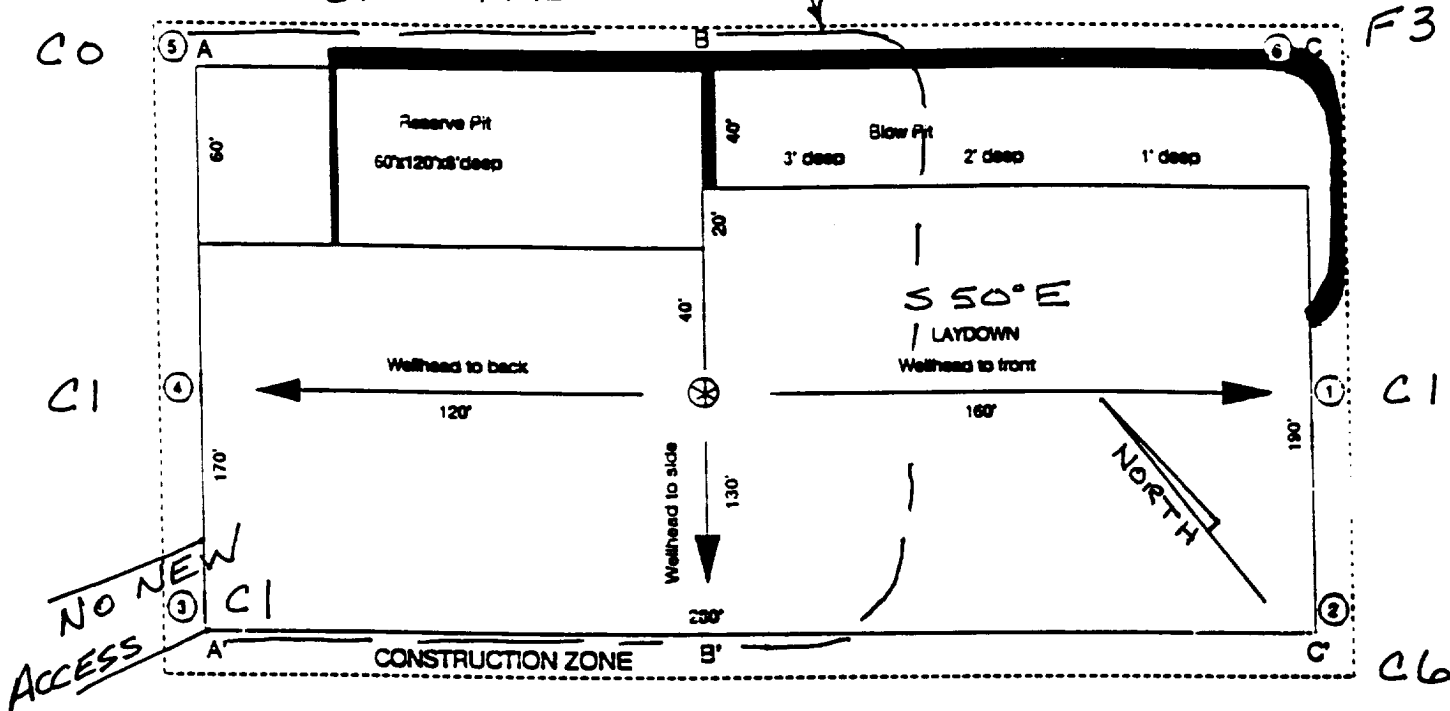 C0
⑤ A
B
⑥ C
F3
60'
Reserve Pit
60'x120'x8'deep
40'
Blow Pit
3' deep
2' deep
1' deep
20'
40'
S 50° E
LAYDOWN
Wellhead to back
Wellhead to front
C1
④
120'
160'
①
C1
170'
Wellhead to side
130'
190'
NORTH
NO NEW
ACCESS
③
C1
②
A'
CONSTRUCTION ZONE
B'
C'
C6